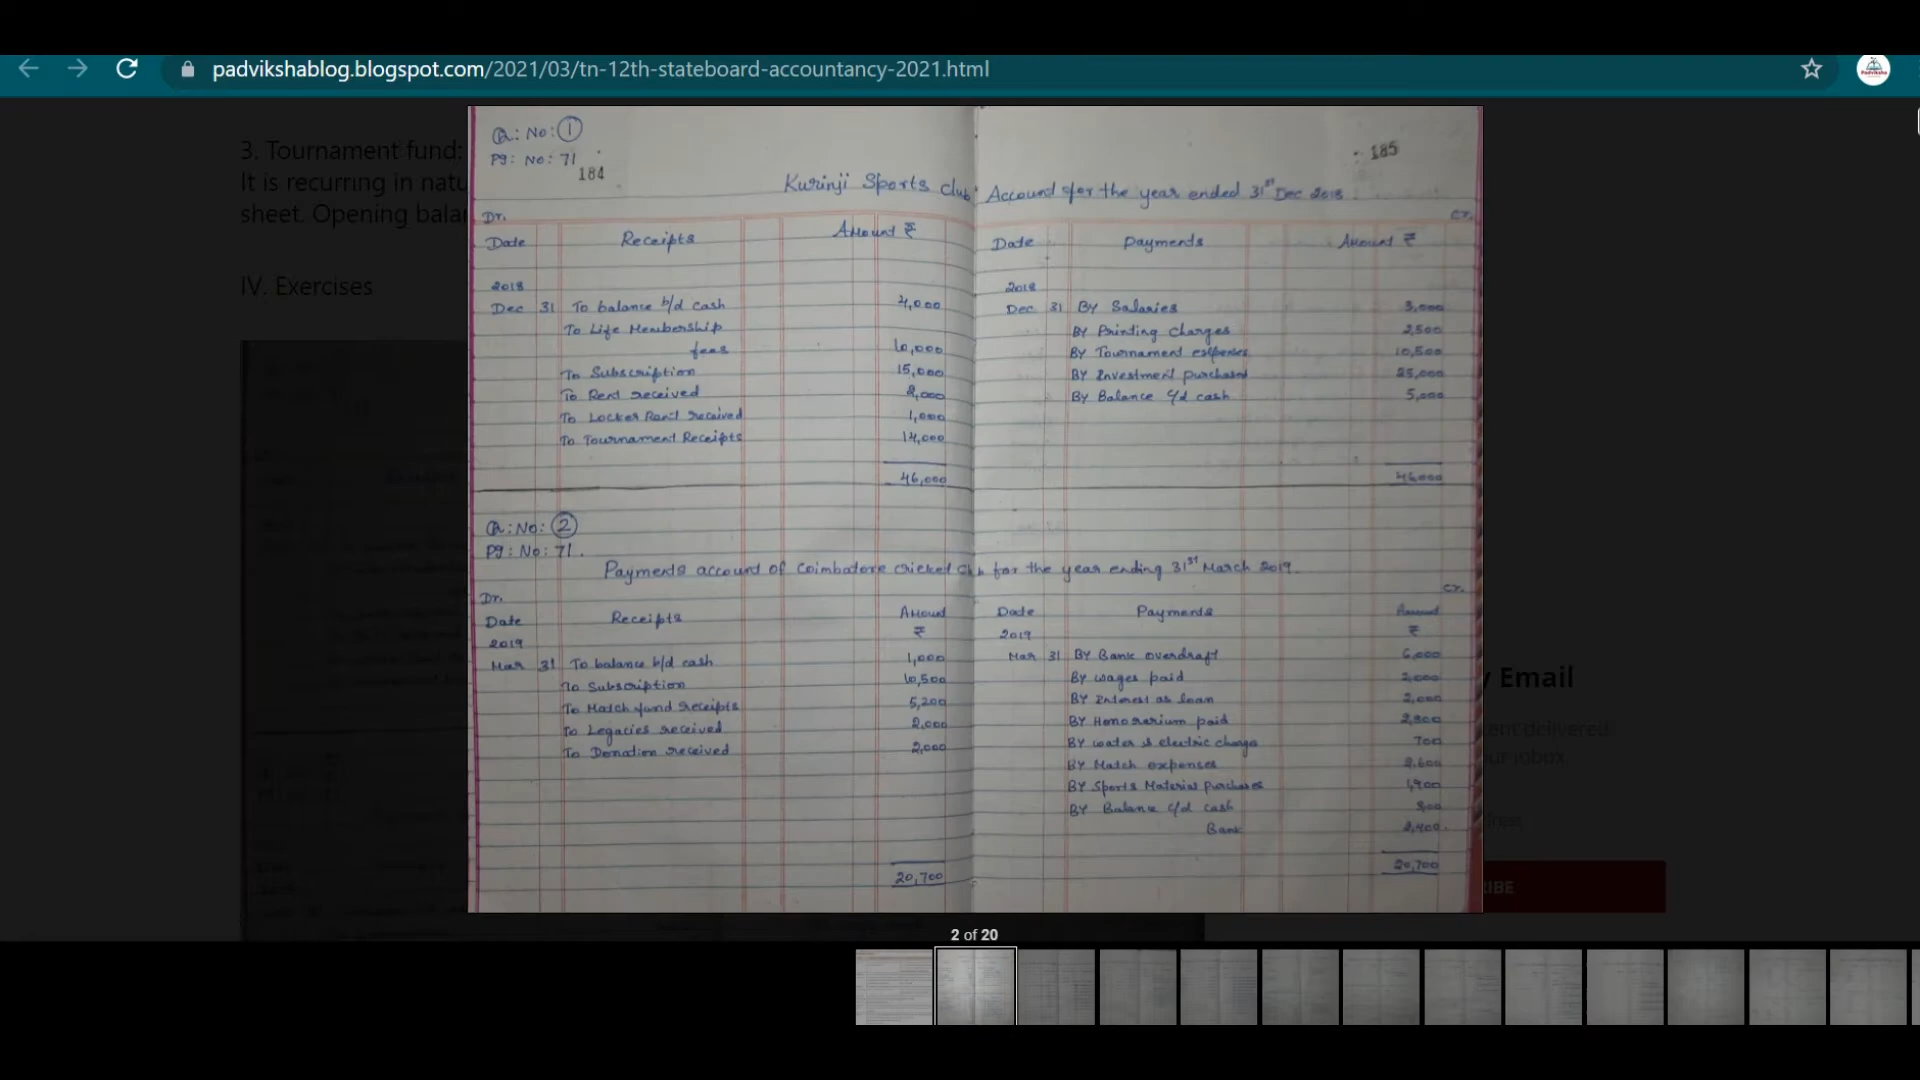 padvikshablog.blogspot.com/2021/03/tn-12th-stateboard-accountancy-2021.html
3. Tournament fund:
It is recurring in natu
sheet. Opening balan
IV. Exercises
Q: No: 1
Pg: No: 71
184
185
Kurinji Sports club Account for the year ended 31st Dec 2018
Dr. Cr.
Date Receipts Amount ₹ Date Payments Amount ₹
2018 2018
Dec 31 To balance b/d cash 4,000 Dec 31 By Salaries 3,000
To Life Membership By Printing charges 2,500
fees 10,000 By Tournament expenses 10,500
To Subscription 15,000 By Investment purchased 25,000
To Rent received 2,000 By Balance c/d cash 5,000
To Locker Rent received 1,000
To Tournament Receipts 14,000
46,000 46,000
Q: No: 2
Pg: No: 71.
Payments account of Coimbatore cricket club for the year ending 31st March 2019.
Dr. Cr.
Date Receipts Amount Date Payments Amount
2019 ₹ 2019 ₹
Mar 31 To balance b/d cash 1,000 Mar 31 By Bank overdraft 6,000
To Subscription 10,500 By wages paid 2,000
To Match fund receipts 5,200 By Interest as loan 2,000
To Legacies received 2,000 By Honorarium paid
To Donation received 2,000 By water & electric charge 700
By Match expenses 2,600
By Sports Material purchases
By Balance c/d cash
Bank 2,400.
20,700 20,700
y Email
ent delivered
ur inbox
IBE
2 of 20